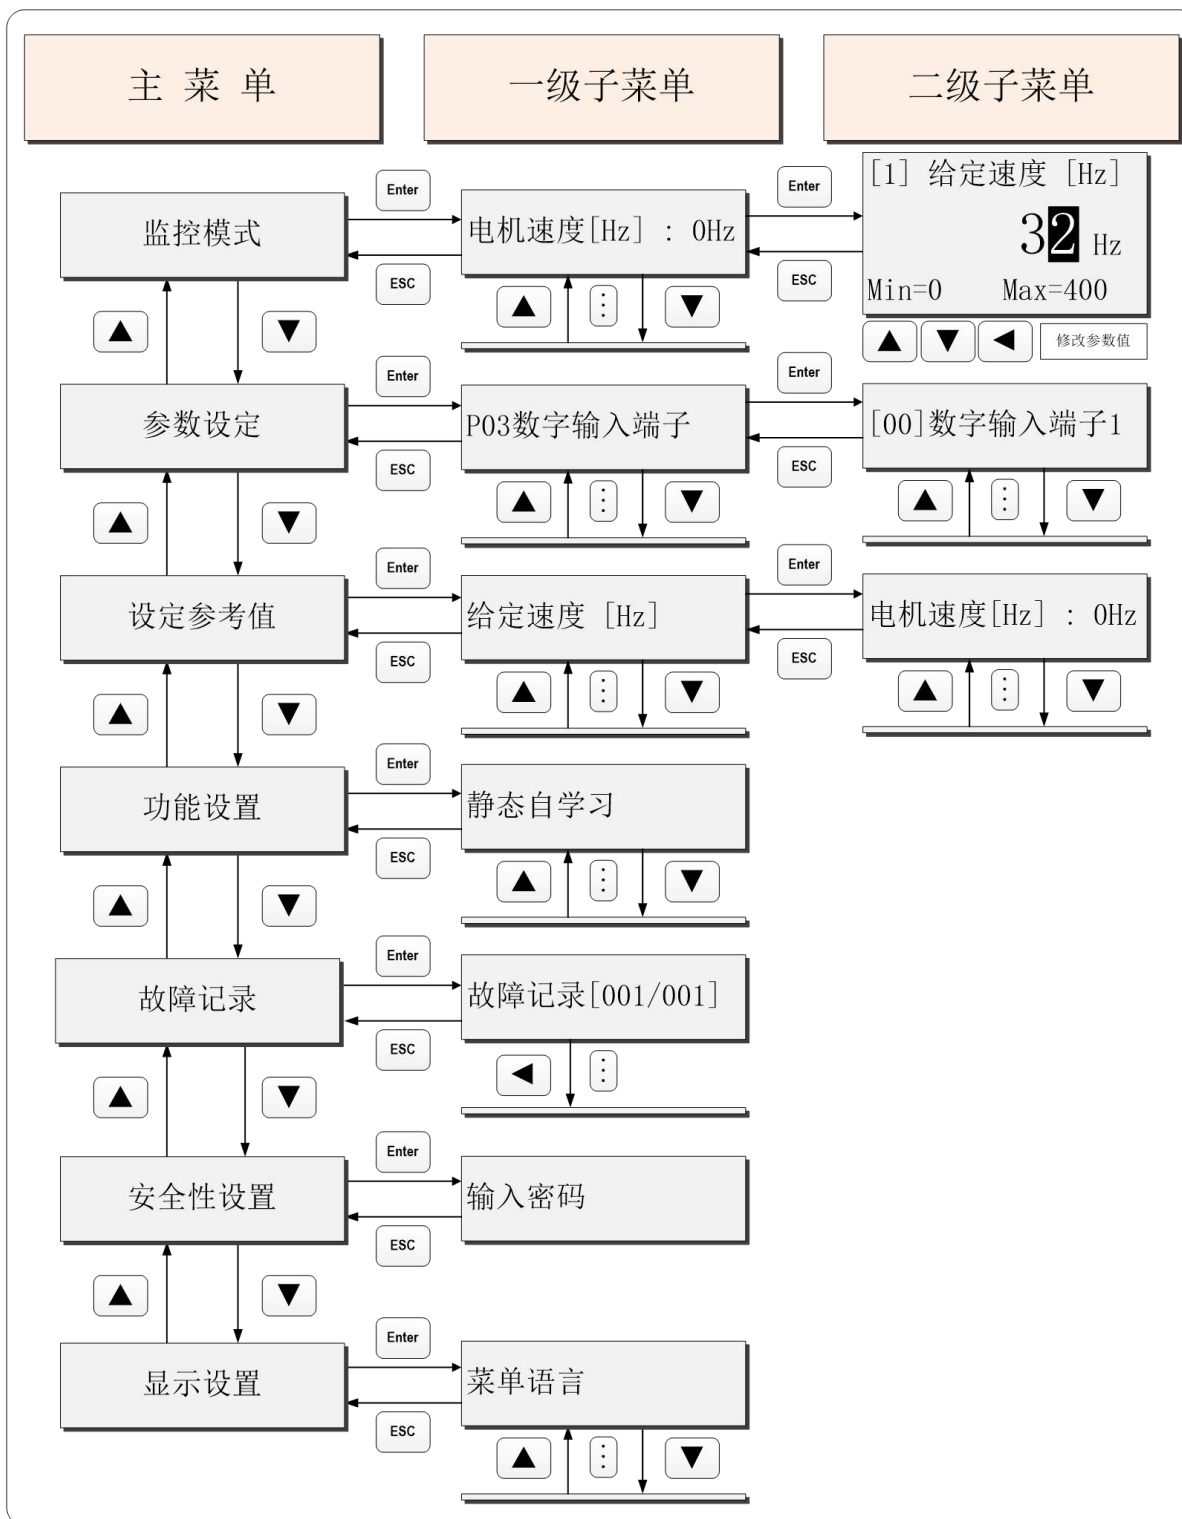 主 菜 单
一级子菜单
二级子菜单
监控模式
Enter
ESC
电机速度[Hz] : 0Hz
Enter
ESC
[1] 给定速度 [Hz]
32 Hz
Min=0 Max=400
修改参数值
参数设定
Enter
ESC
P03数字输入端子
Enter
ESC
[00]数字输入端子1
设定参考值
Enter
ESC
给定速度 [Hz]
Enter
ESC
电机速度[Hz] : 0Hz
功能设置
Enter
ESC
静态自学习
故障记录
Enter
ESC
故障记录[001/001]
安全性设置
Enter
ESC
输入密码
显示设置
Enter
ESC
菜单语言